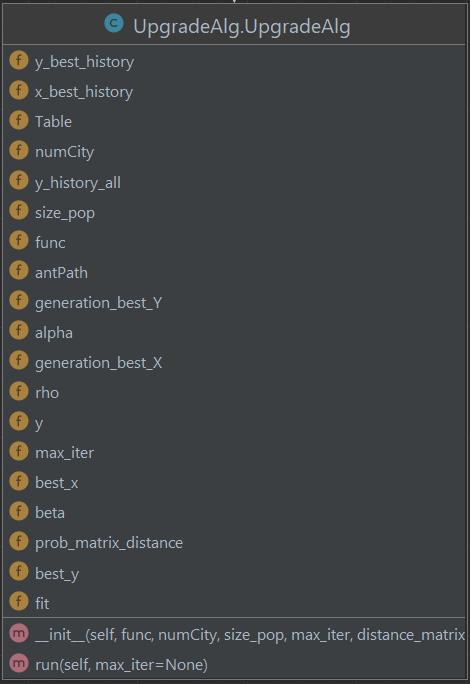 C UpgradeAlg.UpgradeAlg
f y_best_history
f x_best_history
f Table
f numCity
f y_history_all
f size_pop
f func
f antPath
f generation_best_Y
f alpha
f generation_best_X
f rho
f y
f max_iter
f best_x
f beta
f prob_matrix_distance
f best_y
f fit
m __init__(self, func, numCity, size_pop, max_iter, distance_matrix
m run(self, max_iter=None)